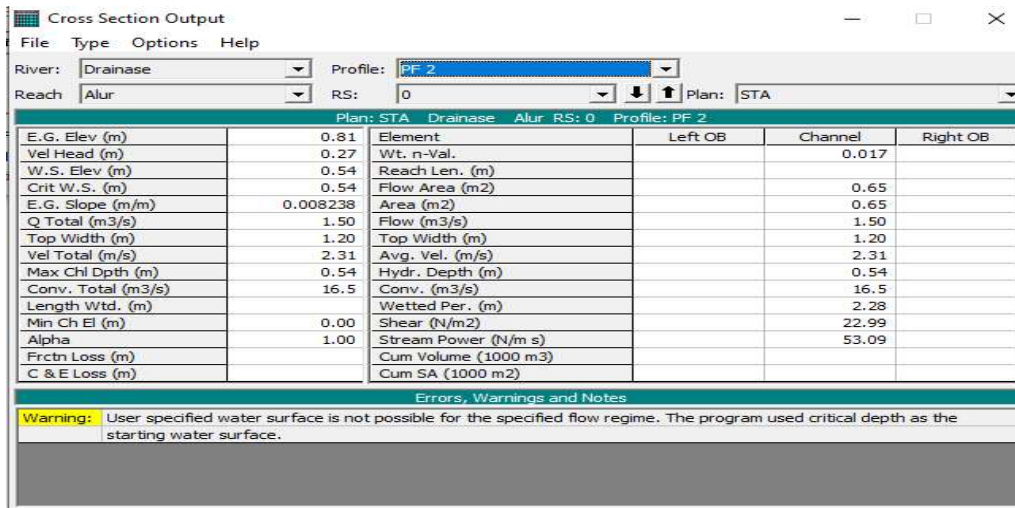 Cross Section Output
File Type Options Help
River: Drainase Profile: PF 2
Reach Alur RS: 0 Plan: STA
Plan: STA Drainase Alur RS: 0 Profile: PF 2
E.G. Elev (m) 0.81 Element Left OB Channel Right OB
Vel Head (m) 0.27 Wt. n-Val. 0.017
W.S. Elev (m) 0.54 Reach Len. (m)
Crit W.S. (m) 0.54 Flow Area (m2) 0.65
E.G. Slope (m/m) 0.008238 Area (m2) 0.65
Q Total (m3/s) 1.50 Flow (m3/s) 1.50
Top Width (m) 1.20 Top Width (m) 1.20
Vel Total (m/s) 2.31 Avg. Vel. (m/s) 2.31
Max Chl Dpth (m) 0.54 Hydr. Depth (m) 0.54
Conv. Total (m3/s) 16.5 Conv. (m3/s) 16.5
Length Wtd. (m) Wetted Per. (m) 2.28
Min Ch El (m) 0.00 Shear (N/m2) 22.99
Alpha 1.00 Stream Power (N/m s) 53.09
Frctn Loss (m) Cum Volume (1000 m3)
C & E Loss (m) Cum SA (1000 m2)
Errors, Warnings and Notes
Warning: User specified water surface is not possible for the specified flow regime. The program used critical depth as the
starting water surface.